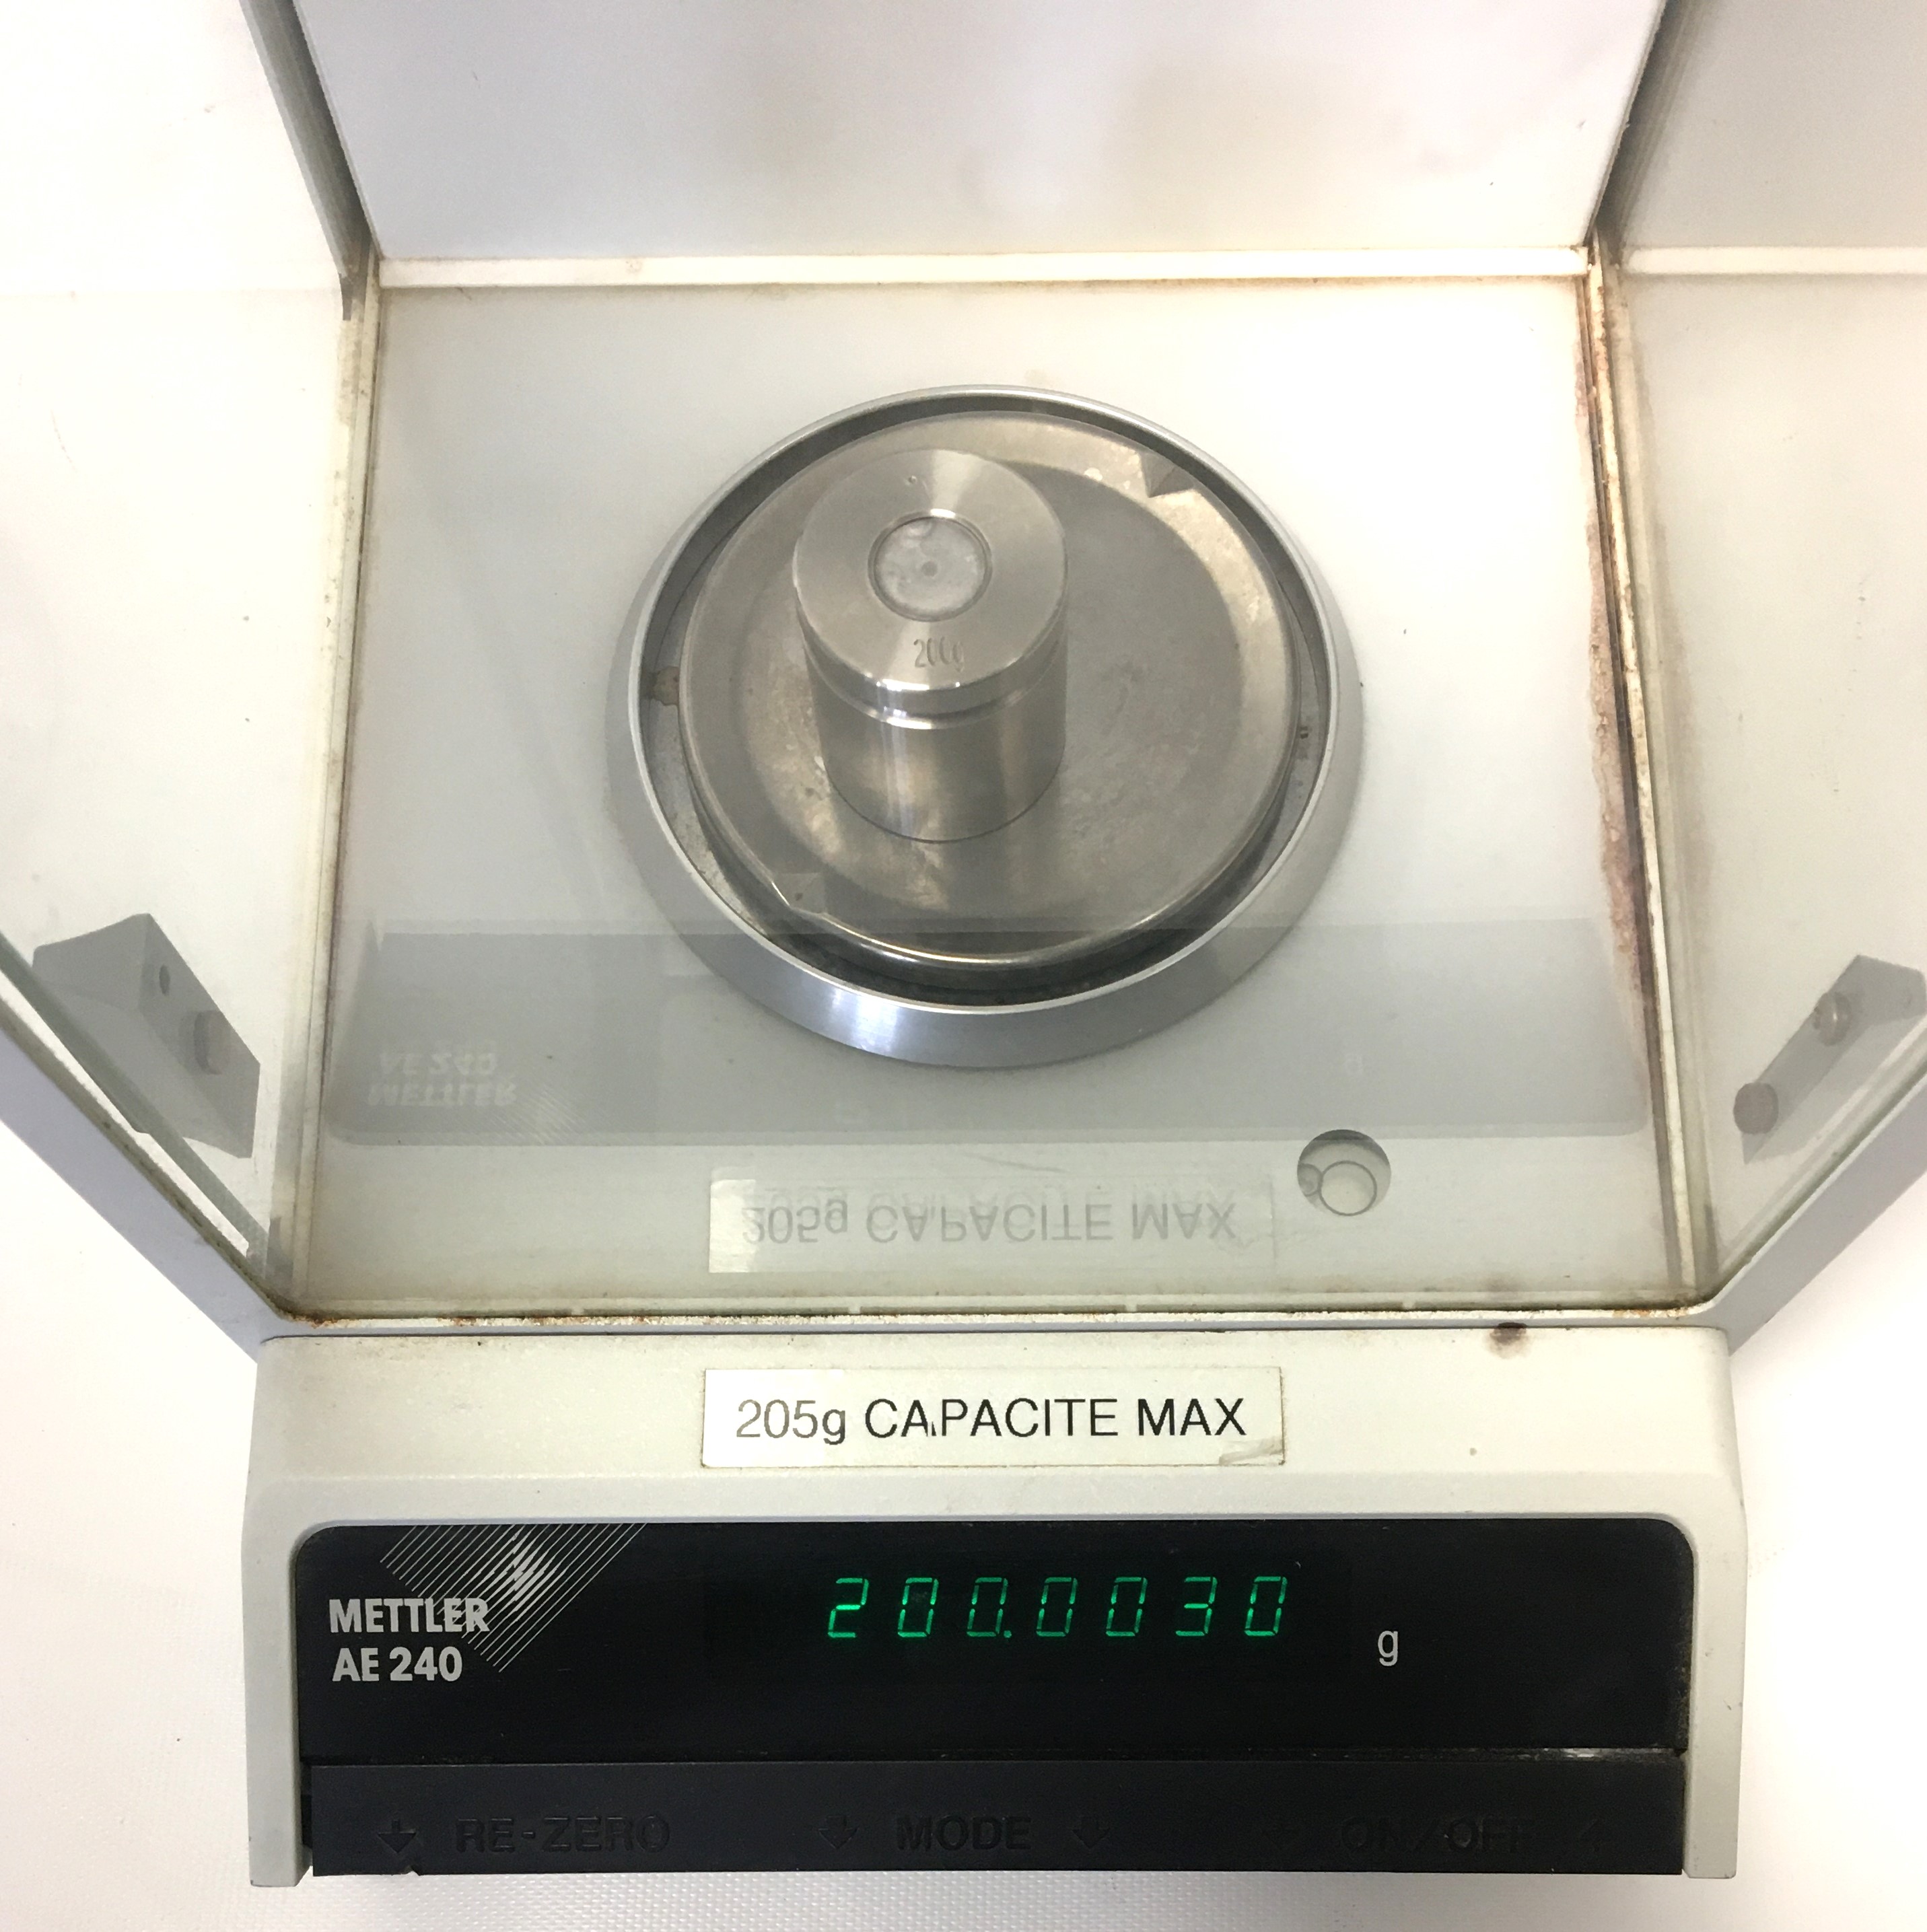 200g
205g CAPACITE MAX
METTLER
AE 240
200.0030
g
RE-ZERO
MODE
ON/OFF